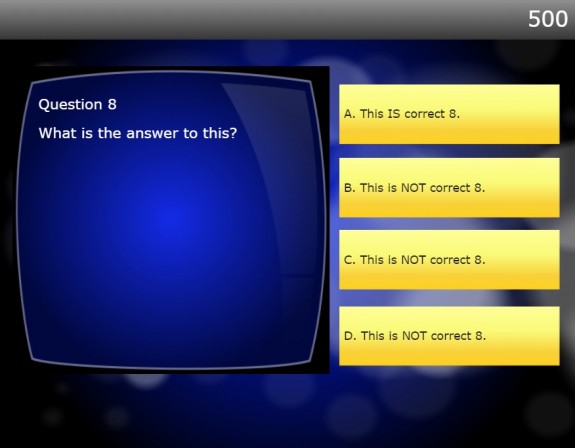 500
Question 8
What is the answer to this?
A. This IS correct 8.
B. This is NOT correct 8.
C. This is NOT correct 8.
D. This is NOT correct 8.